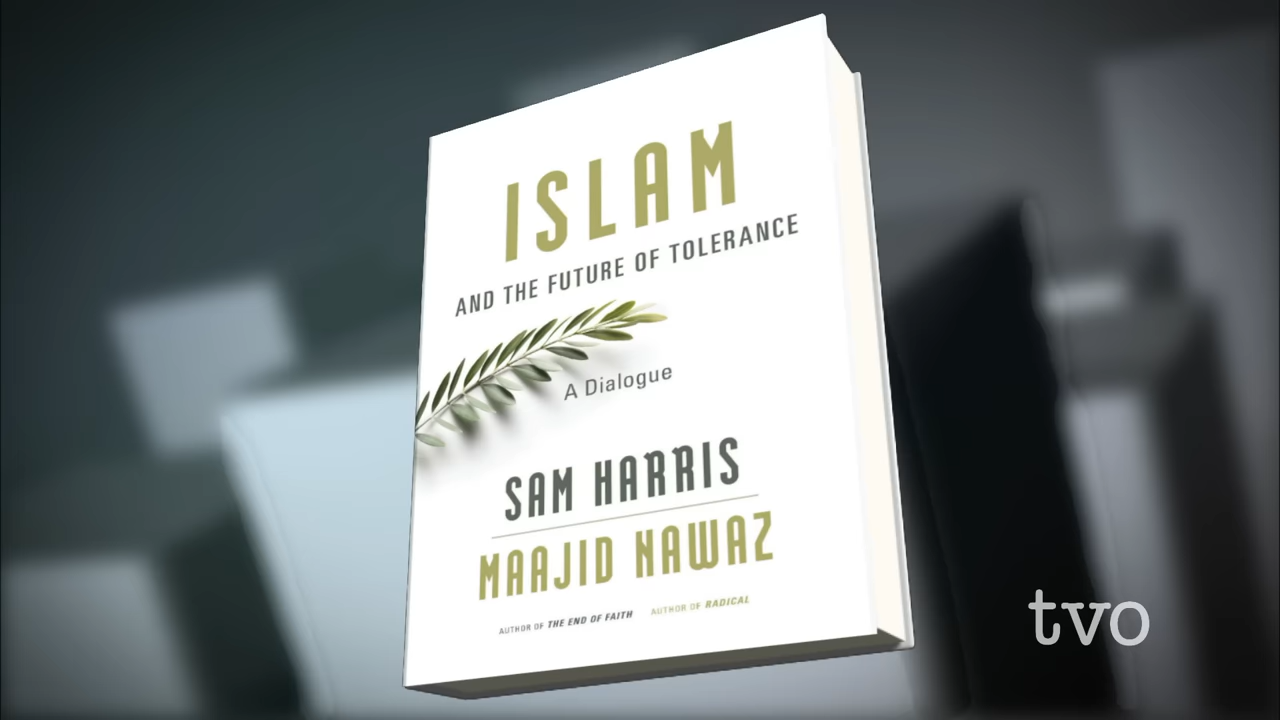 ISLAM
AND THE FUTURE OF TOLERANCE
A Dialogue
SAM HARRIS
MAAJID NAWAZ
AUTHOR OF THE END OF FAITH AUTHOR OF RADICAL
tvo